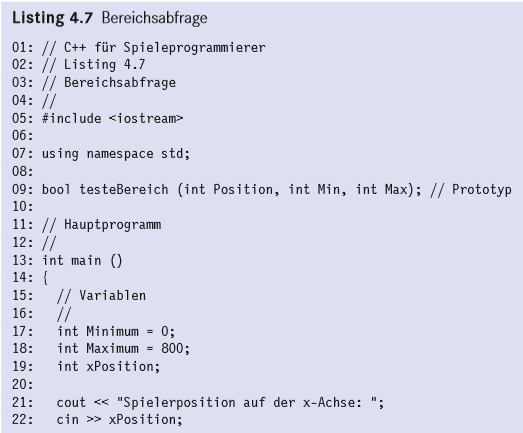 Listing 4.7 Bereichsabfrage
01: // C++ für Spieleprogrammierer
02: // Listing 4.7
03: // Bereichsabfrage
04: //
05: #include <iostream>
06:
07: using namespace std;
08:
09: bool testeBereich (int Position, int Min, int Max); // Prototyp
10:
11: // Hauptprogramm
12: //
13: int main ()
14: {
15:   // Variablen
16:   //
17:   int Minimum = 0;
18:   int Maximum = 800;
19:   int xPosition;
20:
21:   cout << "Spielerposition auf der x-Achse: ";
22:   cin >> xPosition;